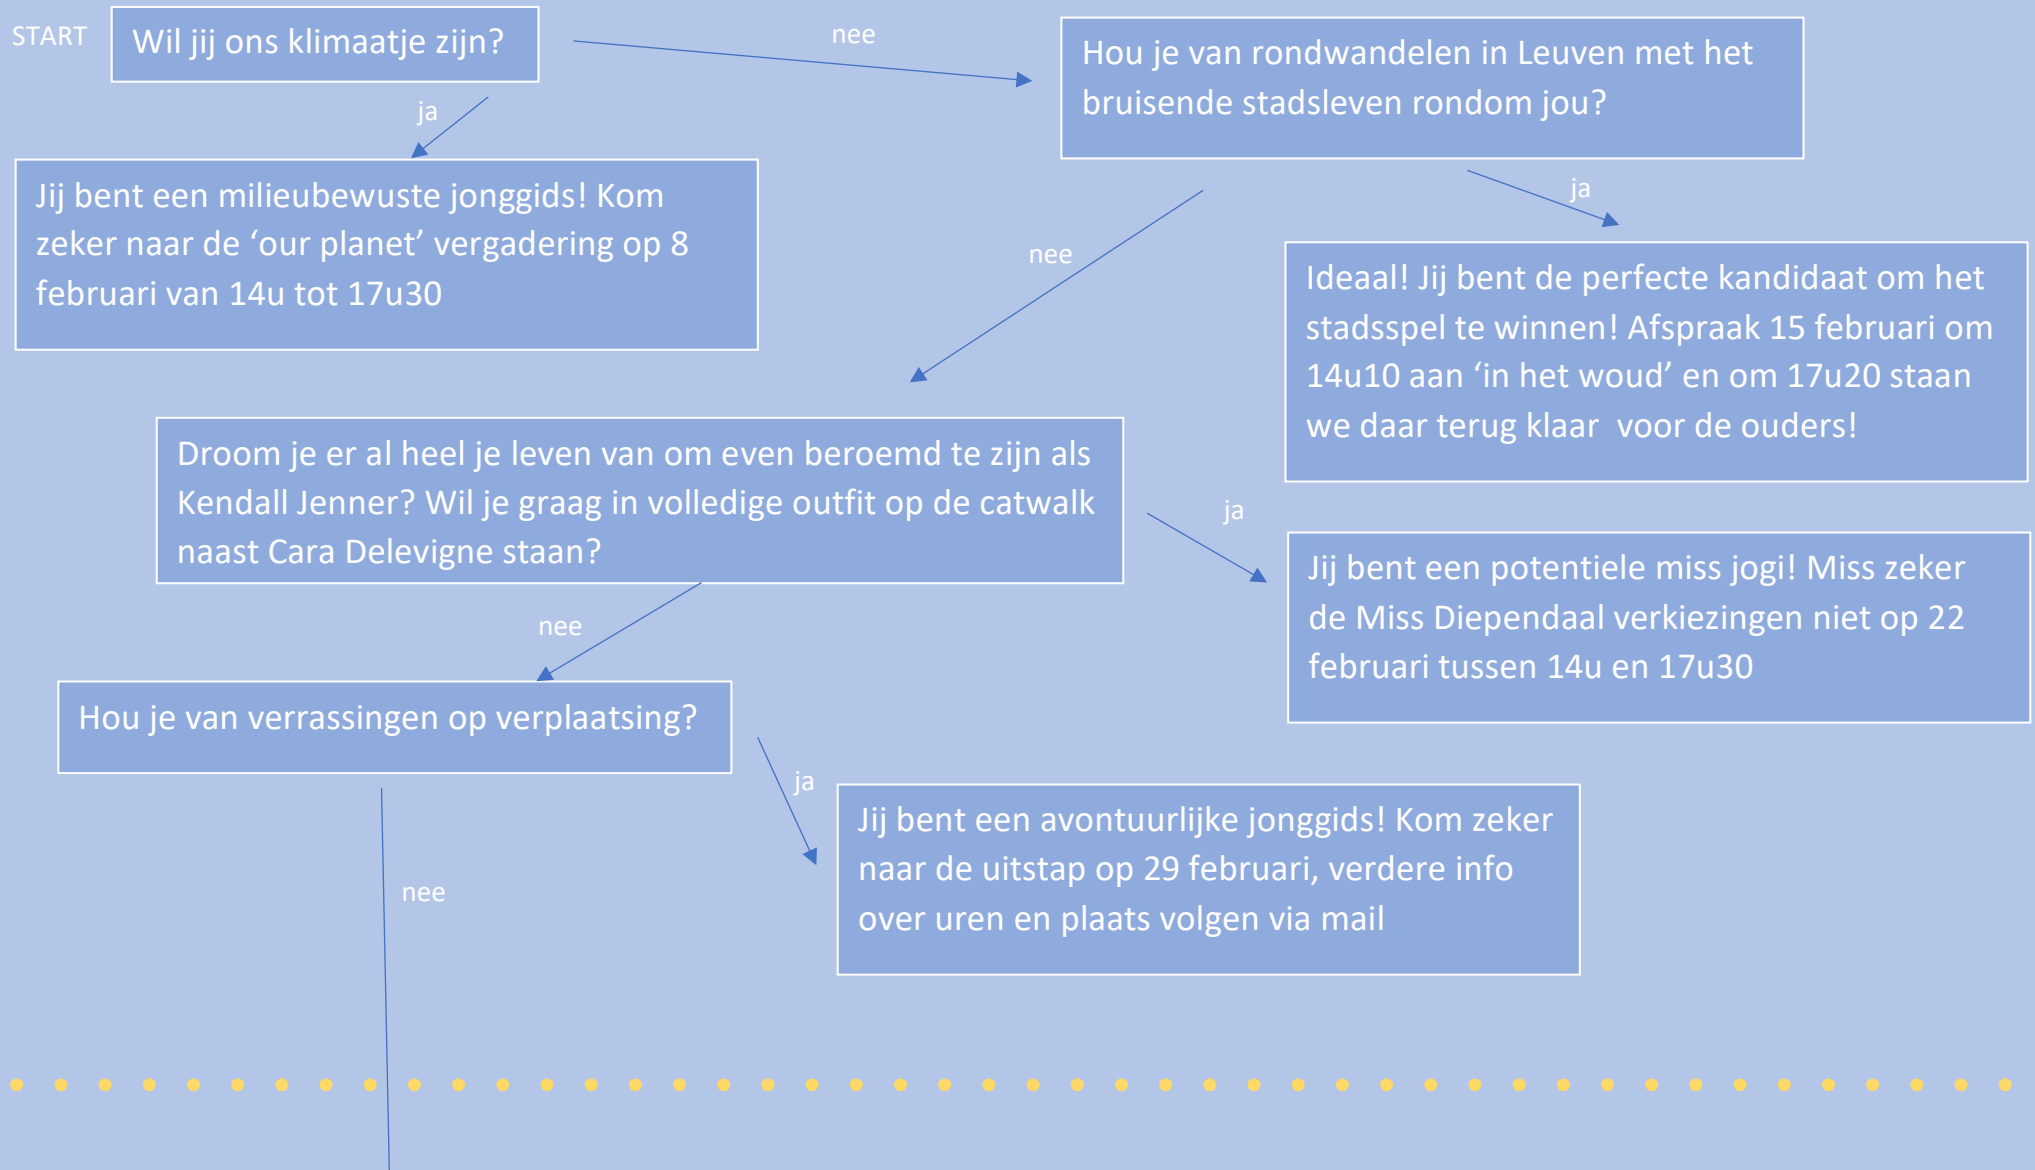 START
Wil jij ons klimaatje zijn?
nee
Hou je van rondwandelen in Leuven met het
bruisende stadsleven rondom jou?
ja
Jij bent een milieubewuste jonggids! Kom
zeker naar de ‘our planet’ vergadering op 8
februari van 14u tot 17u30
ja
nee
Ideaal! Jij bent de perfecte kandidaat om het
stadsspel te winnen! Afspraak 15 februari om
14u10 aan ‘in het woud’ en om 17u20 staan
we daar terug klaar  voor de ouders!
Droom je er al heel je leven van om even beroemd te zijn als
Kendall Jenner? Wil je graag in volledige outfit op de catwalk
naast Cara Delevigne staan?
ja
Jij bent een potentiele miss jogi! Miss zeker
de Miss Diependaal verkiezingen niet op 22
februari tussen 14u en 17u30
nee
Hou je van verrassingen op verplaatsing?
ja
Jij bent een avontuurlijke jonggids! Kom zeker
naar de uitstap op 29 februari, verdere info
over uren en plaats volgen via mail
nee